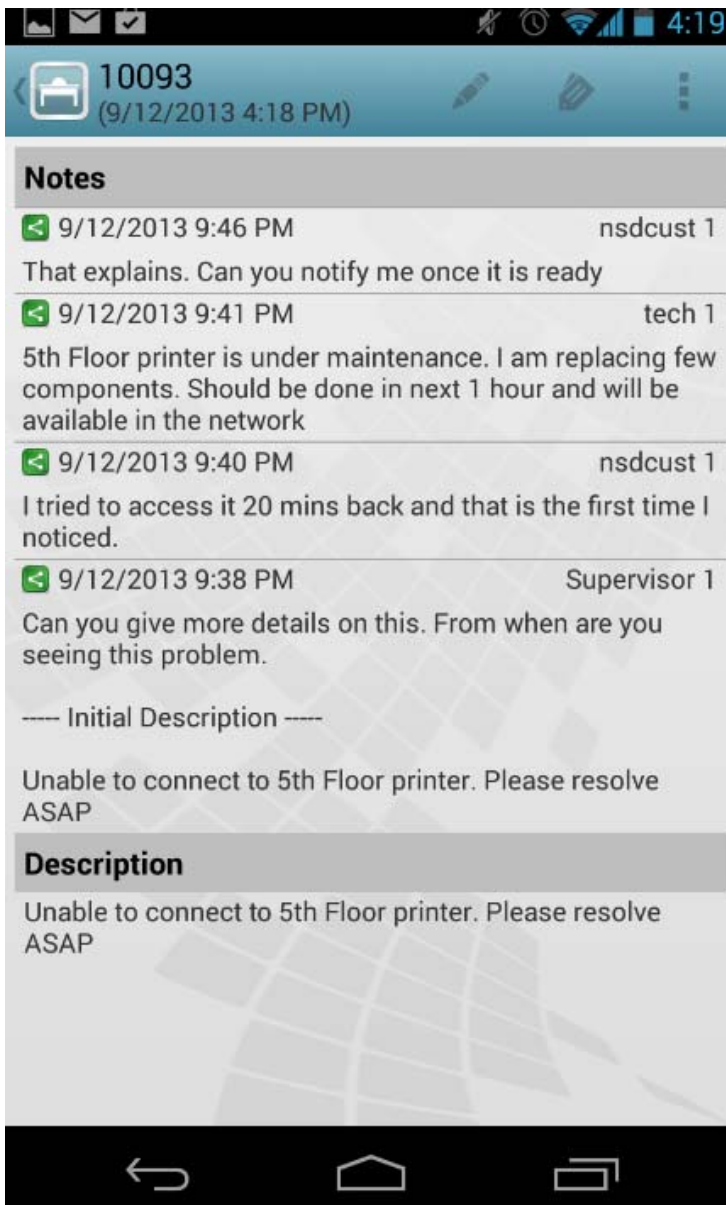 4:19
10093
(9/12/2013 4:18 PM)
Notes
9/12/2013 9:46 PM nsdcust 1
That explains. Can you notify me once it is ready
9/12/2013 9:41 PM tech 1
5th Floor printer is under maintenance. I am replacing few
components. Should be done in next 1 hour and will be
available in the network
9/12/2013 9:40 PM nsdcust 1
I tried to access it 20 mins back and that is the first time I
noticed.
9/12/2013 9:38 PM Supervisor 1
Can you give more details on this. From when are you
seeing this problem.
----- Initial Description -----
Unable to connect to 5th Floor printer. Please resolve
ASAP
Description
Unable to connect to 5th Floor printer. Please resolve
ASAP